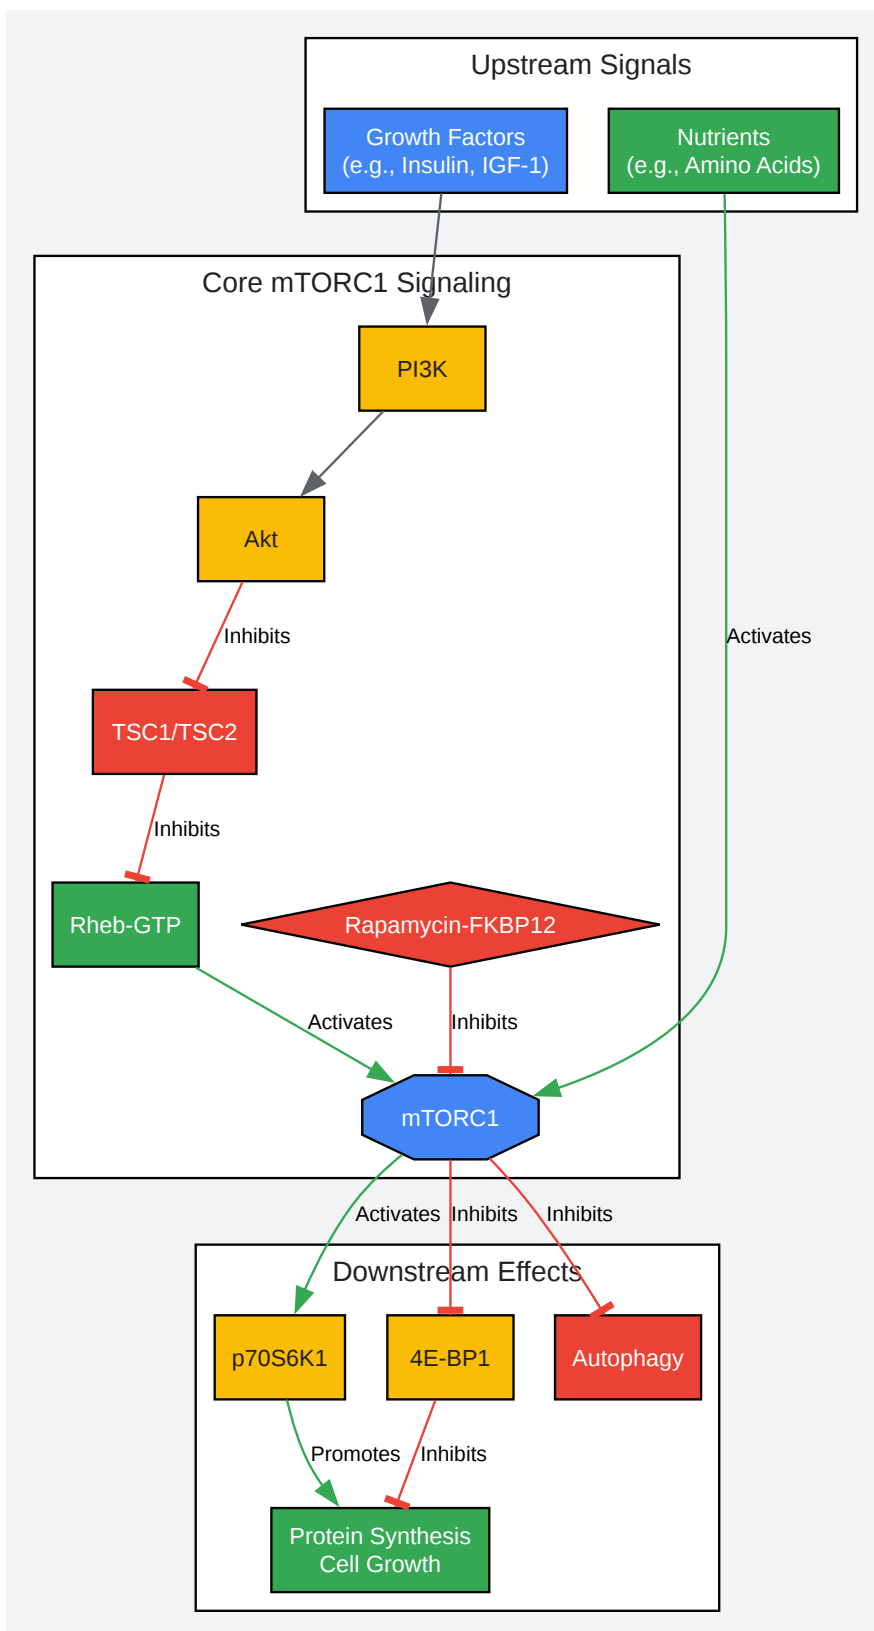 Upstream Signals
Growth Factors
(e.g., Insulin, IGF-1)
Nutrients
(e.g., Amino Acids)
Core mTORC1 Signaling
PI3K
Akt
Inhibits
Activates
TSC1/TSC2
Inhibits
Rheb-GTP
Rapamycin-FKBP12
Activates
Inhibits
mTORC1
Activates
Inhibits
Inhibits
Downstream Effects
p70S6K1
4E-BP1
Autophagy
Promotes
Inhibits
Protein Synthesis
Cell Growth